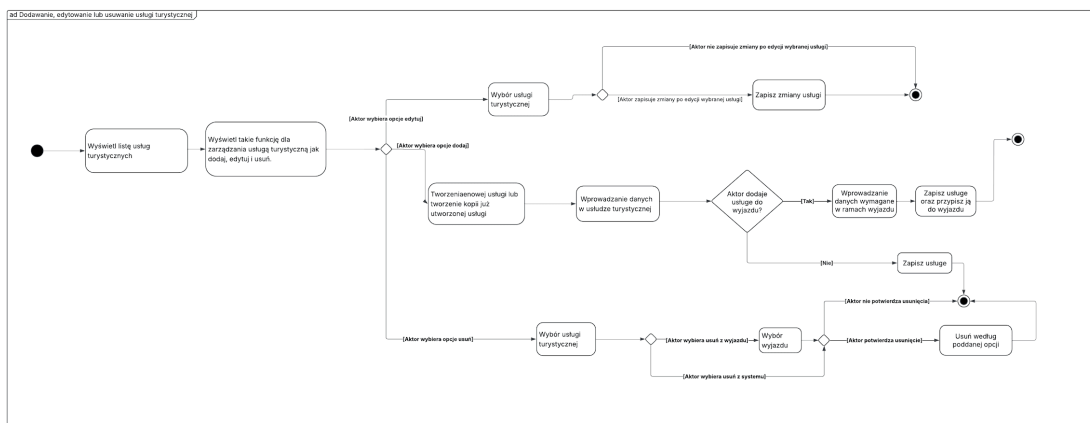 ad Dodawanie, edytowanie lub usuwanie usługi turystycznej
[Aktor nie zapisuje zmiany po edycji wybranej usługi]
Wybór usługi
turystycznej
[Aktor zapisuje zmiany po edycji wybranej usługi]
Zapisz zmiany usługi
[Aktor wybiera opcje edytuj]
Wyświetl listę usług
turystycznych
Wyświetl takie funkcję dla
zarządzania usługą turystyczną jak
dodaj, edytuj i usuń.
[Aktor wybiera opcje dodaj]
Tworzeniaenowej usługi lub
tworzenie kopii już
utworzonej usługi
Wprowadzanie danych
w usłudze turystycznej
Aktor dodaje
usługe do
wyjazdu?
[Tak]
Wprowadzanie
danych wymagane
w ramach wyjazdu
Zapisz usługe
oraz przypisz ją
do wyjazdu
[Nie]
Zapisz usługe
[Aktor nie potwierdza usunięcia]
[Aktor wybiera opcje usuń]
Wybór usługi
turystycznej
[Aktor wybiera usuń z wyjazdu]
Wybór
wyjazdu
[Aktor potwierdza usunięcie]
Usuń według
poddanej opcji
[Aktor wybiera usuń z systemu]